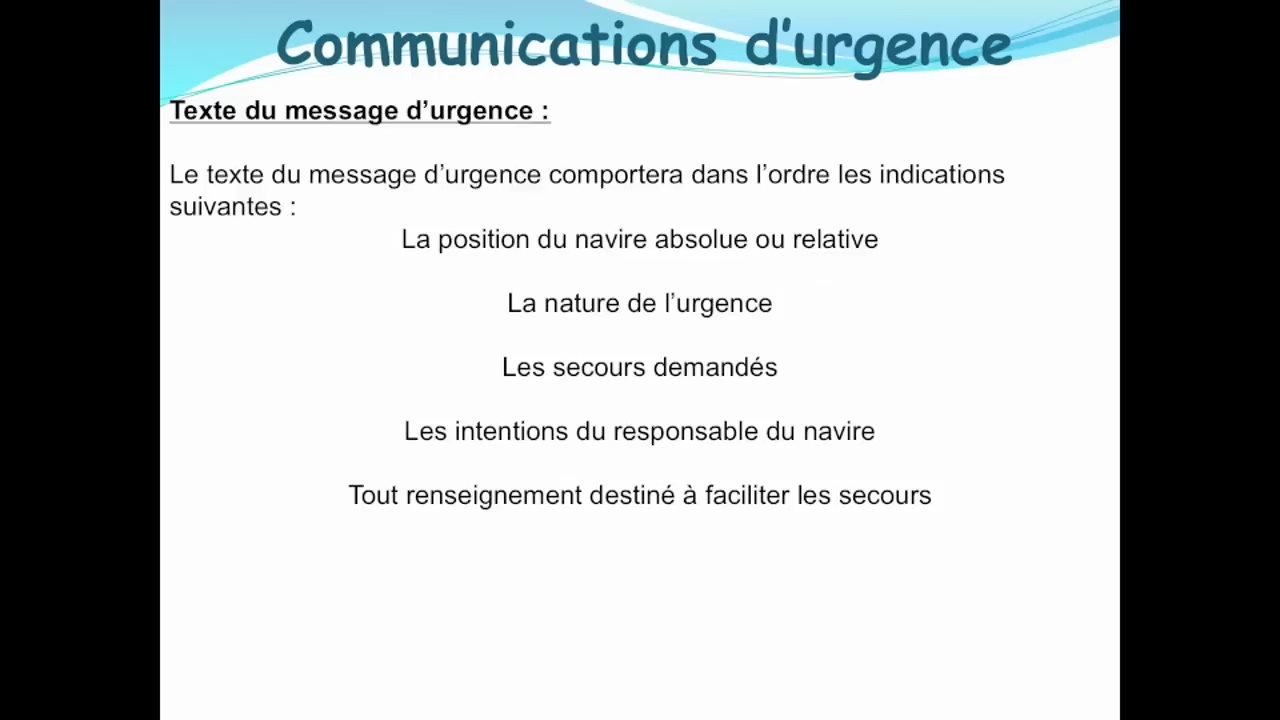 Communications d’urgence
Texte du message d’urgence :
Le texte du message d’urgence comportera dans l’ordre les indications
suivantes :
La position du navire absolue ou relative
La nature de l’urgence
Les secours demandés
Les intentions du responsable du navire
Tout renseignement destiné à faciliter les secours